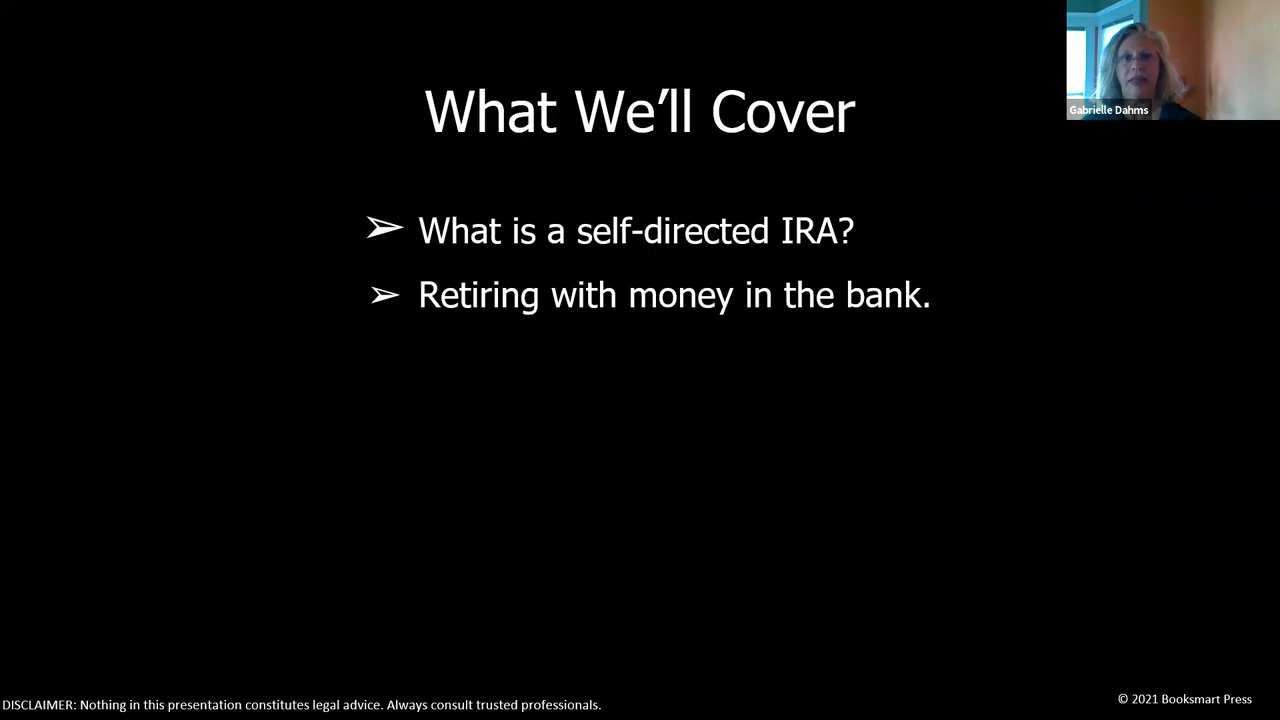 What We’ll Cover
Gabrielle Dahms
➢ What is a self-directed IRA?
➢ Retiring with money in the bank.
DISCLAIMER: Nothing in this presentation constitutes legal advice. Always consult trusted professionals.
© 2021 Booksmart Press